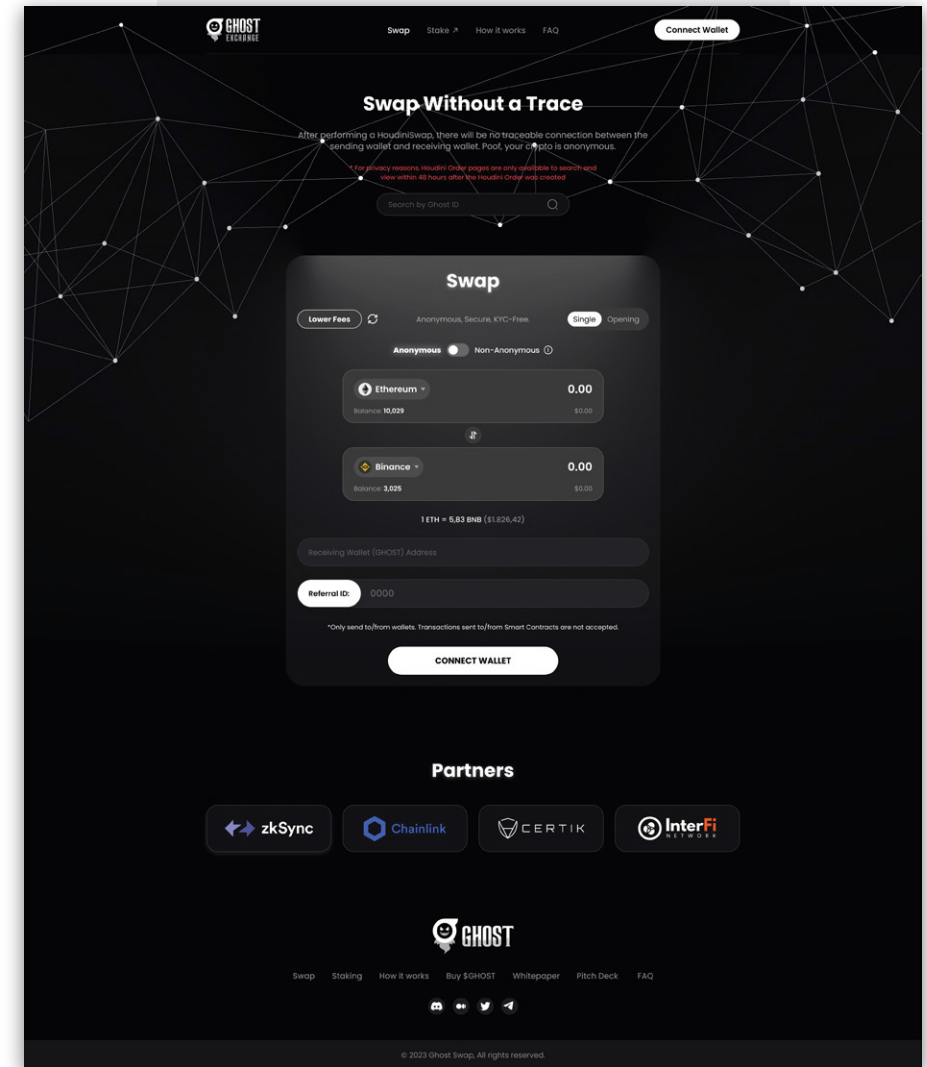 GHOST
EXCHANGE
Swap
Stake ↗
How it works
FAQ
Connect Wallet
Swap Without a Trace
After performing a HoudiniSwap, there will be no traceable connection between the
sending wallet and receiving wallet. Poof, your crypto is anonymous.
* For privacy reasons, Houdini Order pages are only available to search and
view within 48 hours after the Houdini Order was created
Search by Ghost ID
Swap
Lower Fees
Anonymous, Secure, KYC-Free.
Single
Opening
Anonymous
Non-Anonymous
Ethereum
0.00
Balance: 10,029
$0.00
Binance
0.00
Balance: 3,025
$0.00
1 ETH = 5,83 BNB ($1.826,42)
Receiving Wallet (GHOST) Address
Referral ID:
0000
*Only send to/from wallets. Transactions sent to/from Smart Contracts are not accepted.
CONNECT WALLET
Partners
zkSync
Chainlink
CERTIK
InterFi
NETWORK
GHOST
Swap
Staking
How it works
Buy $GHOST
Whitepaper
Pitch Deck
FAQ
© 2023 Ghost Swap, All rights reserved.